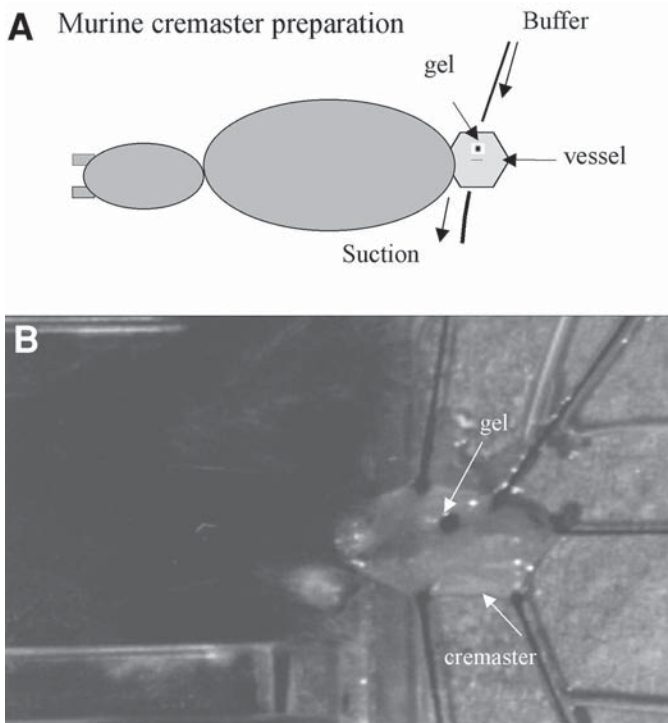 A Murine cremaster preparation
Buffer
gel
vessel
Suction
B
gel
cremaster